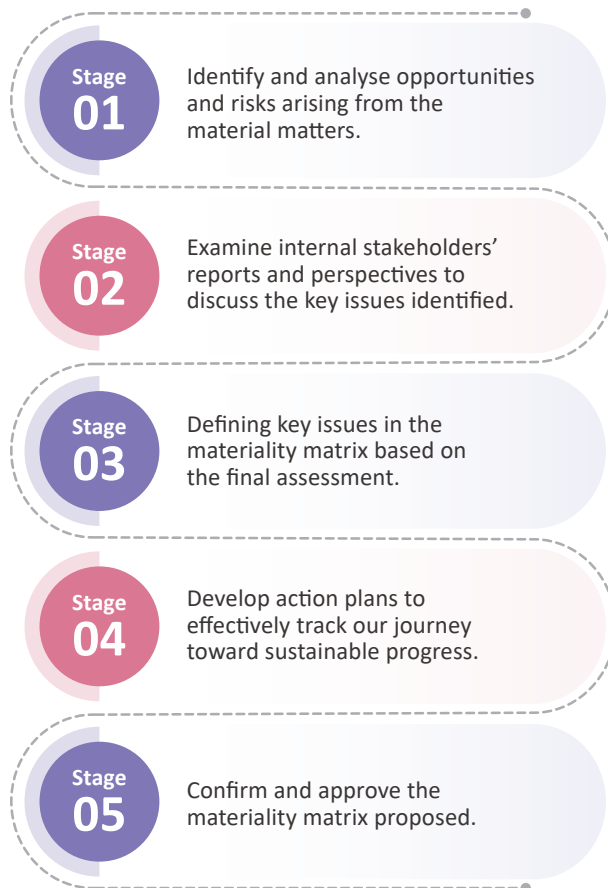 Stage
01
Identify and analyse opportunities
and risks arising from the
material matters.
Stage
02
Examine internal stakeholders’
reports and perspectives to
discuss the key issues identified.
Stage
03
Defining key issues in the
materiality matrix based on
the final assessment.
Stage
04
Develop action plans to
effectively track our journey
toward sustainable progress.
Stage
05
Confirm and approve the
materiality matrix proposed.